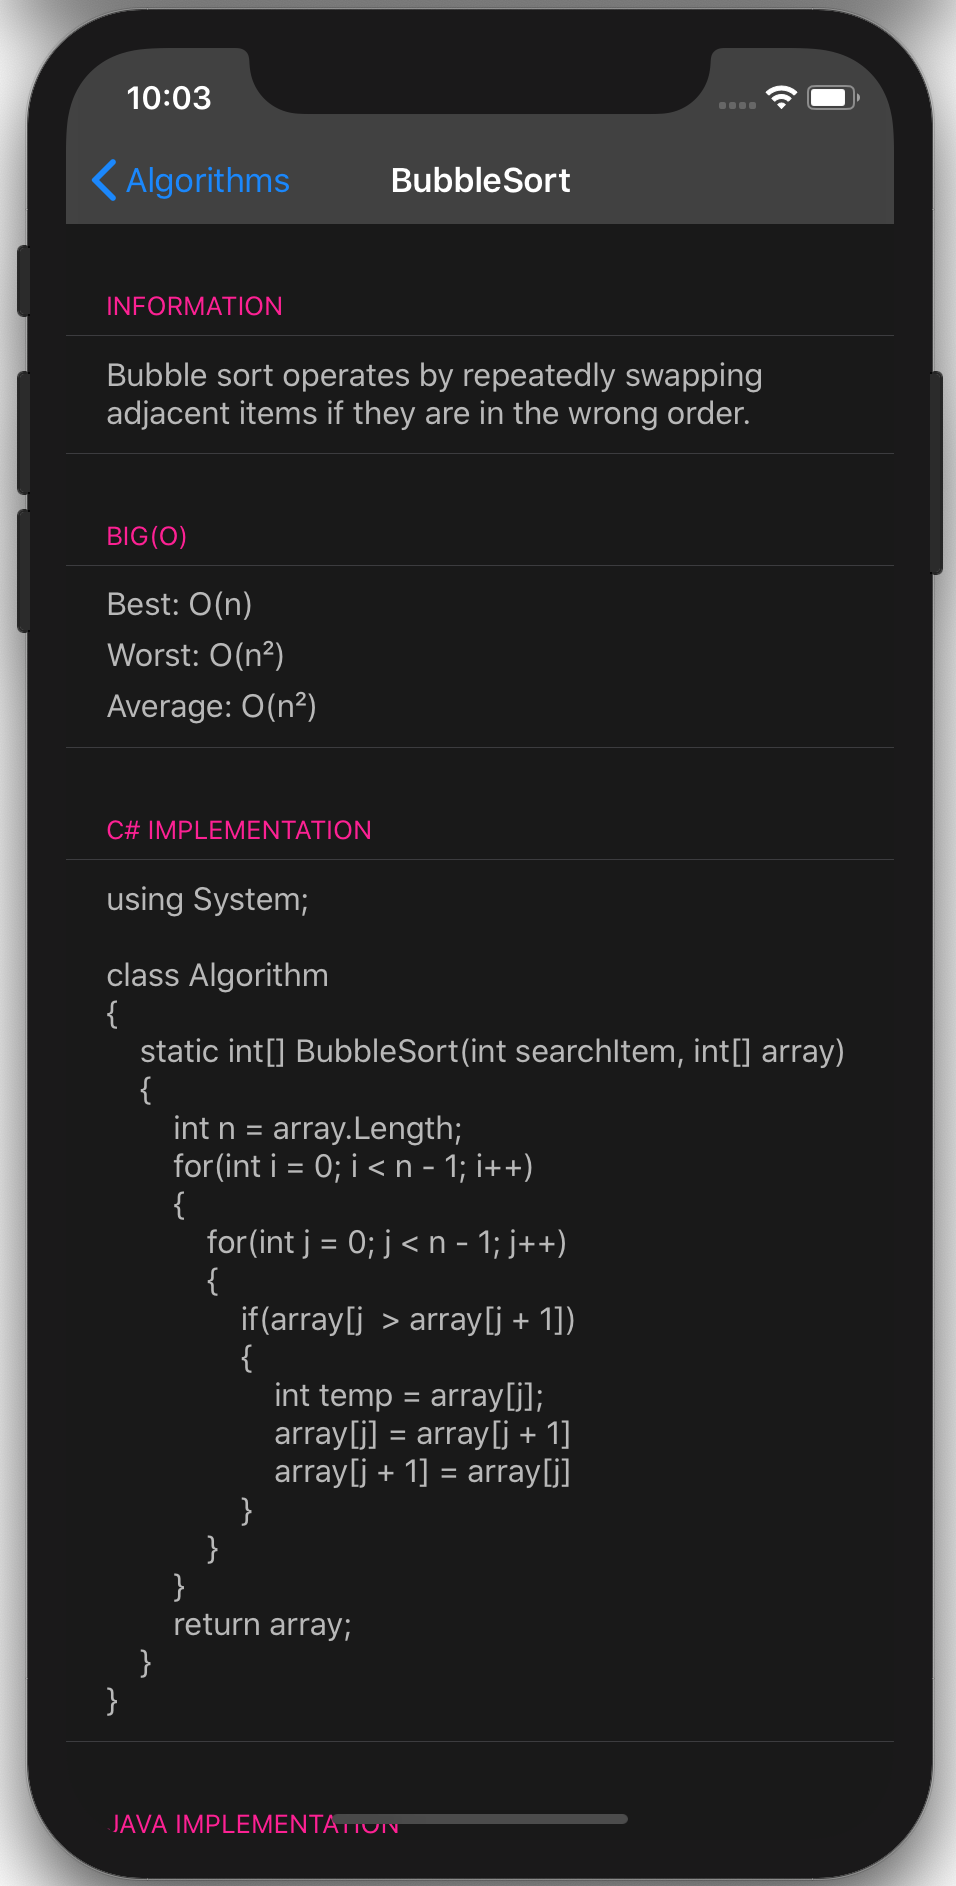 10:03
Algorithms BubbleSort
INFORMATION
Bubble sort operates by repeatedly swapping
adjacent items if they are in the wrong order.
BIG(O)
Best: O(n)
Worst: O(n²)
Average: O(n²)
C# IMPLEMENTATION
using System;
class Algorithm
{
static int[] BubbleSort(int searchItem, int[] array)
{
int n = array.Length;
for(int i = 0; i < n - 1; i++)
{
for(int j = 0; j < n - 1; j++)
{
if(array[j  > array[j + 1])
{
int temp = array[j];
array[j] = array[j + 1]
array[j + 1] = array[j]
}
}
}
return array;
}
}
JAVA IMPLEMENTATION